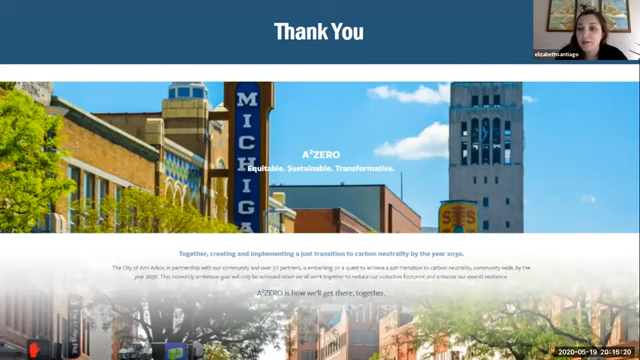 Thank You
elizabethsantiago
MICHIGA
A²ZERO
Equitable. Sustainable. Transformative.
Together, creating and implementing a just transition to carbon neutrality by the year 2030.
The City of Ann Arbor, in partnership with our community and over 50 partners, is embarking on a quest to achieve a just transition to carbon neutrality, community-wide, by the
year 2030. This incredibly ambitious goal will only be achieved when we all work together to reduce our collective footprint and enhance our overall resilience.
A²ZERO is how we'll get there, together.
2020-05-19 20:15:20